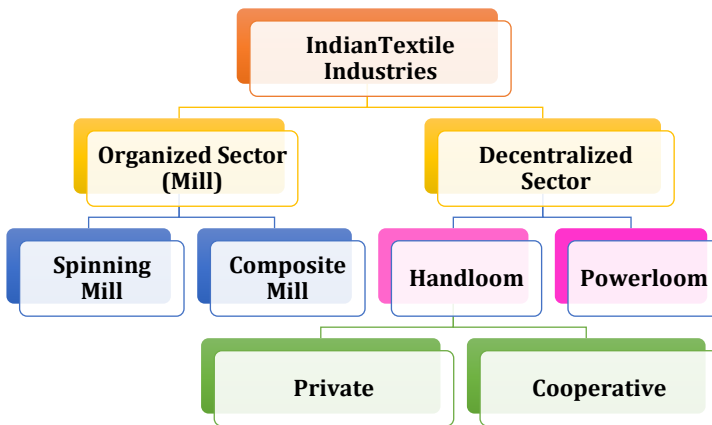 IndianTextile
Industries
Organized Sector
(Mill)
Decentralized
Sector
Spinning
Mill
Composite
Mill
Handloom
Powerloom
Private
Cooperative